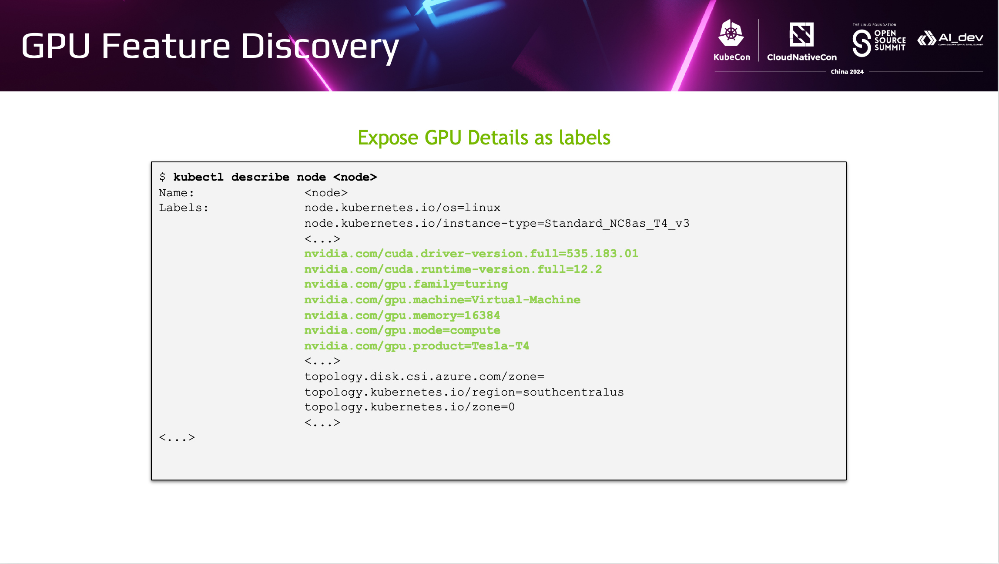 GPU Feature Discovery
KubeCon
CloudNativeCon
THE LINUX FOUNDATION
OPEN
SOURCE
SUMMIT
AI_dev
Open Source GenAI & ML Summit
China 2024
Expose GPU Details as labels
$ kubectl describe node <node>
Name: <node>
Labels: node.kubernetes.io/os=linux
node.kubernetes.io/instance-type=Standard_NC8as_T4_v3
<...>
nvidia.com/cuda.driver-version.full=535.183.01
nvidia.com/cuda.runtime-version.full=12.2
nvidia.com/gpu.family=turing
nvidia.com/gpu.machine=Virtual-Machine
nvidia.com/gpu.memory=16384
nvidia.com/gpu.mode=compute
nvidia.com/gpu.product=Tesla-T4
<...>
topology.disk.csi.azure.com/zone=
topology.kubernetes.io/region=southcentralus
topology.kubernetes.io/zone=0
<...>
<...>